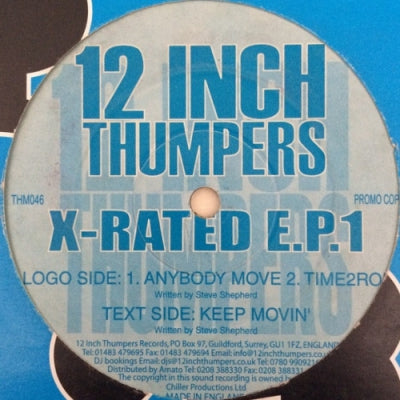 12 INCH
THUMPERS
THM046
PROMO COP
X-RATED E.P.1
LOGO SIDE: 1. ANYBODY MOVE 2. TIME2RO
Written by Steve Shepherd
TEXT SIDE: KEEP MOVIN'
Written by Steve Shepherd
12 Inch Thumpers Records, PO Box 97, Guildford, Surrey, GU1 1FZ, ENGLAND
Tel: 01483 479695 Fax: 01483 479694 Email: info@12inchthumpers.co.uk
DJ bookings Email: djs@12inchthumpers.co.uk Tel: 0780 990921
Distributed by Amato Tel: 0208 388330 Fax: 0208 388331
The copyright in this sound recording is owned
Chiller Productions Ltd
MADE IN ENGLAND